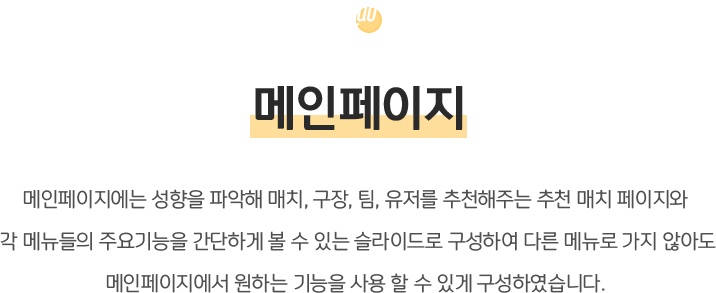 메인페이지
메인페이지에는 성향을 파악해 매치, 구장, 팀, 유저를 추천해주는 추천 매치 페이지와
각 메뉴들의 주요기능을 간단하게 볼 수 있는 슬라이드로 구성하여 다른 메뉴로 가지 않아도
메인페이지에서 원하는 기능을 사용 할 수 있게 구성하였습니다.